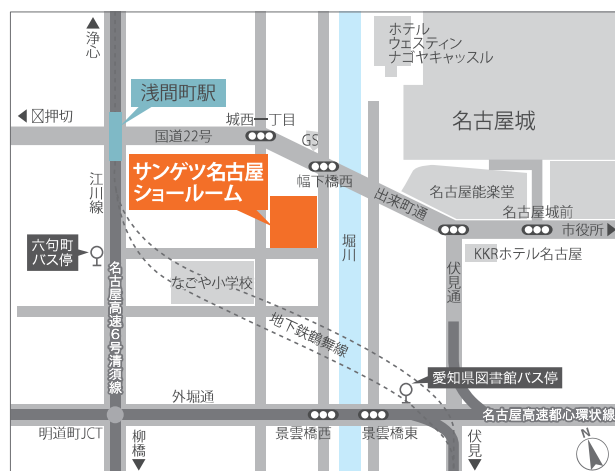 浄心
ホテル
ウェスティン
ナゴヤキャッスル
浅間町駅
押切
城西一丁目
国道22号
GS
名古屋城
サンゲツ名古屋
ショールーム
幅下橋西
江川線
出来町通
名古屋能楽堂
名古屋城前
市役所
六句町
バス停
堀川
KKRホテル名古屋
伏見通
なごや小学校
名古屋高速6号清須線
地下鉄鶴舞線
愛知県図書館バス停
外堀通
名古屋高速都心環状線
明道町JCT
柳橋
景雲橋西
景雲橋東
伏見
N